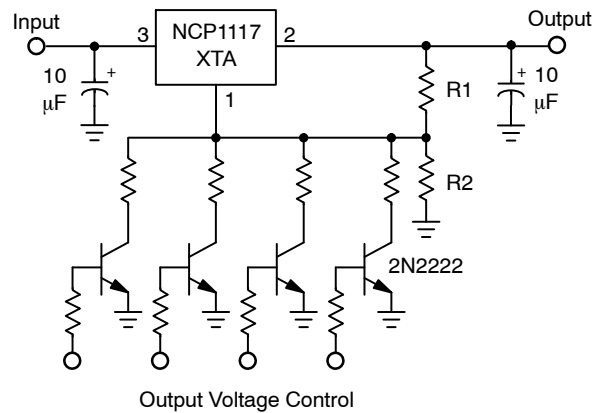 Input
Output
3
NCP1117
XTA
2
10
μF
+
1
R1
+
10
μF
R2
2N2222
Output Voltage Control